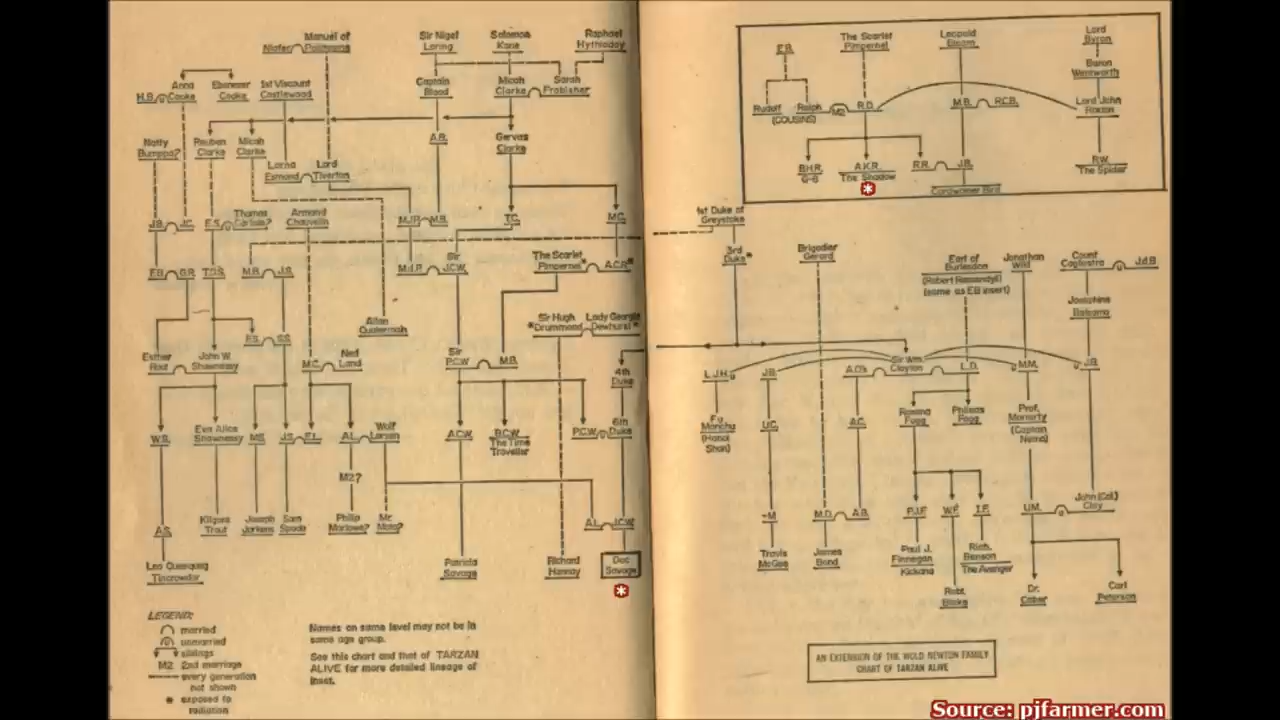 Manuel of
Niafer Poictesme
Sir Nigel
Loring
Solomon
Kane
Raphael
Hythloday
Anna
H.B. Cooke
Ebenezer
Cooke
1st Viscount
Castlewood
Captain
Blood
Micah
Clarke
Sarah
Frobisher
Natty
Bumppo?
Reuben
Clarke
Micah
Clarke
A.B.
Gervas
Clarke
Lorna
Esmond
Lord
Tiverton
J.B. J.C.
E.S.
Thomas
Carlisle?
Armand
Chauvelin
M.J.P. M.B.
T.C.
M.C.
F.B. G.R.
T.D.S.
M.B. J.S.
M.J.P.
Sir
J.C.W.
The Scarlet
Pimpernel*
A.C.R.*
Allan
Quatermain
Sir Hugh
*Drummond
Lady Georgia
Dewhurst*
F.S. S.S.
Esther
Root
John W.
Shawnessy
M.C.
Ned
Land
Sir
P.C.W.
M.B.
4th
Duke
W.S.
Eva Alice
Shawnessy
M.S.
J.S. F.L.
A.L.
Wolf
Larsen
A.C.W.
B.C.W.
The Time
Traveller
P.C.W.
6th
Duke
M2?
A.S.
Kilgore
Trout
Joseph
Jorkens
Sam
Spade
Philip
Marlowe?
Mr.
Moto?
A.L. J.C.W.
Leo Queequeg
Tincrowdor
Patricia
Savage
Richard
Hannay
Doc
Savage
LEGEND:
married
unmarried
siblings
M2 2nd marriage
every generation
not shown
* exposed to
radiation
Names on same level may not be in
same age group.
See this chart and that of TARZAN
ALIVE for more detailed lineage of
inset.
E.B.
The Scarlet
Pimpernel
Leopold
Bloom
Lord
Byron
Baron
Wentworth
Rudolf Ralph
(COUSINS)
M2
R.D.
M.B. R.C.B.
Lord John
Roxton
B.H.R.
G-8
A.K.R.
The Shadow
R.R. J.B.
Cordwainer Bird
R.W.
The Spider
1st Duke of
Greystoke
3rd
Duke*
Brigadier
Gerard
Earl of
Burlesdon
(Robert Rassendyll)
(same as EB insert)
Jonathan
Wild
Count
Cagliostro
J.d.B.
Josephine
Balsamo
L.J.H.
J.B.
A.D's
Sir Wm.
Clayton
L.D.
M.M.
J.B.
Fu
Manchu
(Hanoi
Shan)
U.C.
A.C.
Roxana
Fogg
Phileas
Fogg
Prof.
Moriarty
(Captain
Nemo)
-M
M.D. A.B.
P.J.F.
W.F.
I.F.
U.M.
John (Col.)
Clay
Travis
McGee
James
Bond
Paul J.
Finnegan
Kickaha
Rich.
Benson
The Avenger
Robt.
Blake
Dr.
Caber
Carl
Peterson
AN EXTENSION OF THE WOLD NEWTON FAMILY
CHART OF TARZAN ALIVE
Source: pjfarmer.com